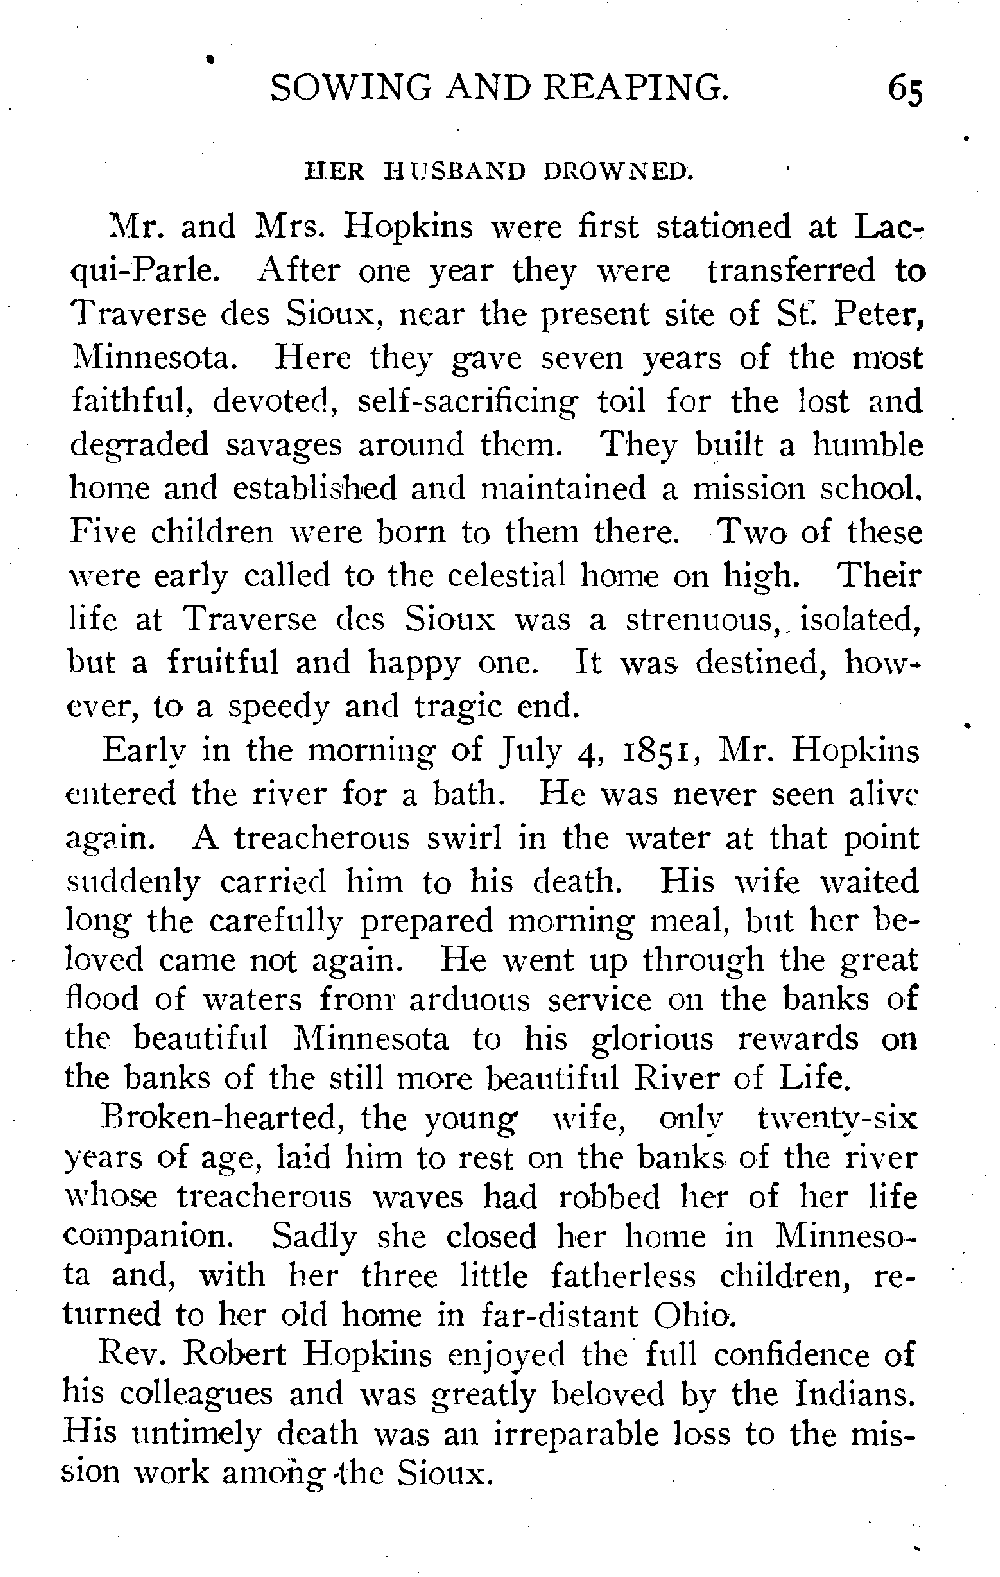 SOWING AND REAPING. 65
HER HUSBAND DROWNED.
Mr. and Mrs. Hopkins were first stationed at Lac-
qui-Parle. After one year they were transferred to
Traverse des Sioux, near the present site of St. Peter,
Minnesota. Here they gave seven years of the most
faithful, devoted, self-sacrificing toil for the lost and
degraded savages around them. They built a humble
home and established and maintained a mission school.
Five children were born to them there. Two of these
were early called to the celestial home on high. Their
life at Traverse des Sioux was a strenuous, isolated,
but a fruitful and happy one. It was destined, how-
ever, to a speedy and tragic end.
Early in the morning of July 4, 1851, Mr. Hopkins
entered the river for a bath. He was never seen alive
again. A treacherous swirl in the water at that point
suddenly carried him to his death. His wife waited
long the carefully prepared morning meal, but her be-
loved came not again. He went up through the great
flood of waters from arduous service on the banks of
the beautiful Minnesota to his glorious rewards on
the banks of the still more beautiful River of Life.
Broken-hearted, the young wife, only twenty-six
years of age, laid him to rest on the banks of the river
whose treacherous waves had robbed her of her life
companion. Sadly she closed her home in Minneso-
ta and, with her three little fatherless children, re-
turned to her old home in far-distant Ohio.
Rev. Robert Hopkins enjoyed the full confidence of
his colleagues and was greatly beloved by the Indians.
His untimely death was an irreparable loss to the mis-
sion work among the Sioux.